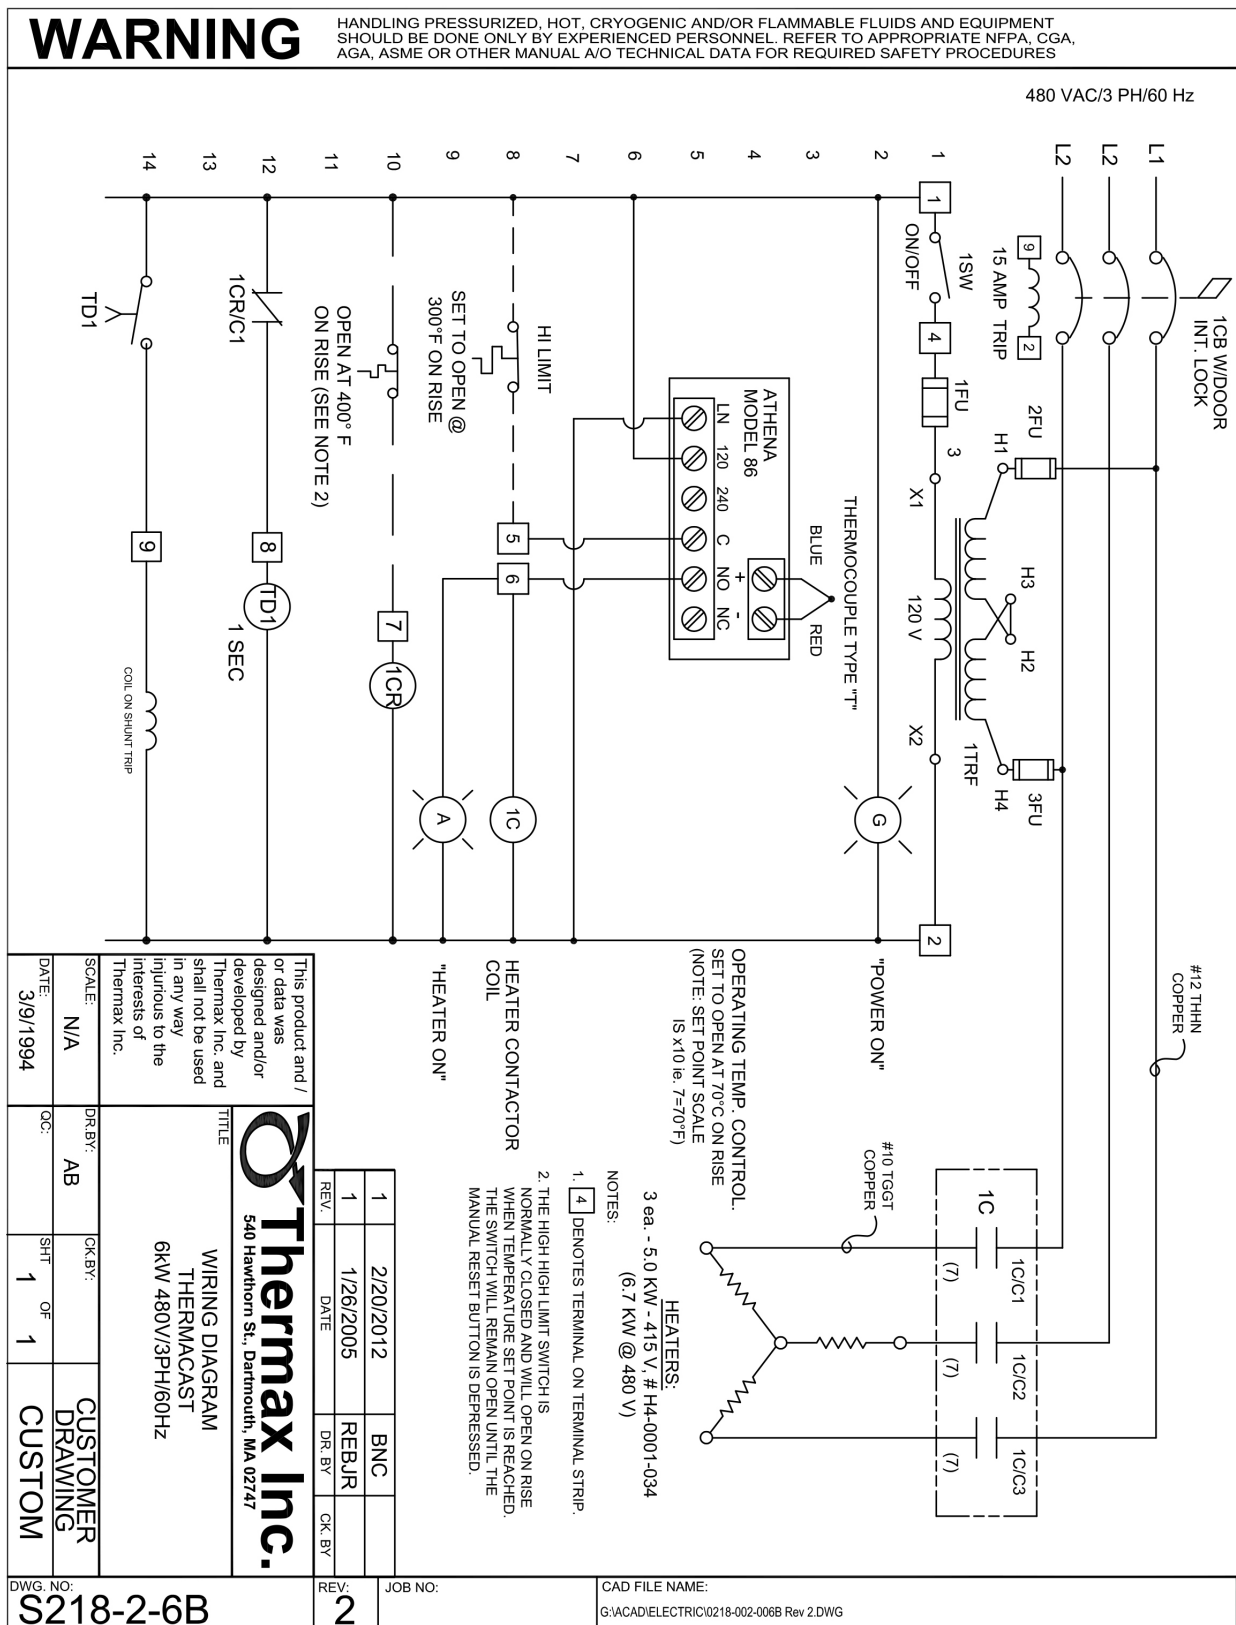 WARNING
HANDLING PRESSURIZED, HOT, CRYOGENIC AND/OR FLAMMABLE FLUIDS AND EQUIPMENT
SHOULD BE DONE ONLY BY EXPERIENCED PERSONNEL. REFER TO APPROPRIATE NFPA, CGA,
AGA, ASME OR OTHER MANUAL A/O TECHNICAL DATA FOR REQUIRED SAFETY PROCEDURES
480 VAC/3 PH/60 Hz
L1
L2
L2
1CB W/DOOR
INT. LOCK
9
2
15 AMP TRIP
#12 THHN
COPPER
2FU
H1
H3
H2
H4
3FU
1TRF
1
1
1SW
ON/OFF
4
1FU
3
X1
120 V
X2
2
2
G
"POWER ON"
3
4
5
6
7
THERMOCOUPLE TYPE "T"
BLUE
RED
ATHENA
MODEL 86
+
-
LN
120
240
C
NO
NC
OPERATING TEMP. CONTROL.
SET TO OPEN AT 70°C ON RISE
(NOTE: SET POINT SCALE
IS x10 ie. 7=70°F)
8
HI LIMIT
SET TO OPEN @
300°F ON RISE
5
6
1C
HEATER CONTACTOR
COIL
9
A
"HEATER ON"
10
OPEN AT 400° F
ON RISE (SEE NOTE 2)
7
1CR
11
12
1CR/C1
8
TD1
1 SEC
13
14
TD1
9
COIL ON SHUNT TRIP
1C
1C/C1
1C/C2
1C/C3
(7)
(7)
(7)
#10 TGGT
COPPER
HEATERS:
3 ea. - 5.0 KW - 415 V, # H4-0001-034
(6.7 KW @ 480 V)
NOTES:
1. 4 DENOTES TERMINAL ON TERMINAL STRIP.
2. THE HIGH HIGH LIMIT SWITCH IS
NORMALLY CLOSED AND WILL OPEN ON RISE
WHEN TEMPERATURE SET POINT IS REACHED.
THE SWITCH WILL REMAIN OPEN UNTIL THE
MANUAL RESET BUTTON IS DEPRESSED.
1 2/20/2012 BNC
1 1/26/2005 REBJR
REV. DATE DR. BY CK. BY
This product and /
or data was
designed and/or
developed by
Thermax Inc. and
shall not be used
in any way
injurious to the
interests of
Thermax Inc.
Thermax Inc.
540 Hawthorn St., Dartmouth, MA 02747
TITLE
WIRING DIAGRAM
THERMACAST
6kW 480V/3PH/60Hz
SCALE: N/A
DR.BY: AB
CK.BY:
CUSTOMER
DRAWING
DATE: 3/9/1994
QC:
SHT 1 OF 1
CUSTOM
DWG. NO:
S218-2-6B
REV:
2
JOB NO:
CAD FILE NAME:
G:\ACAD\ELECTRIC\0218-002-006B Rev 2.DWG